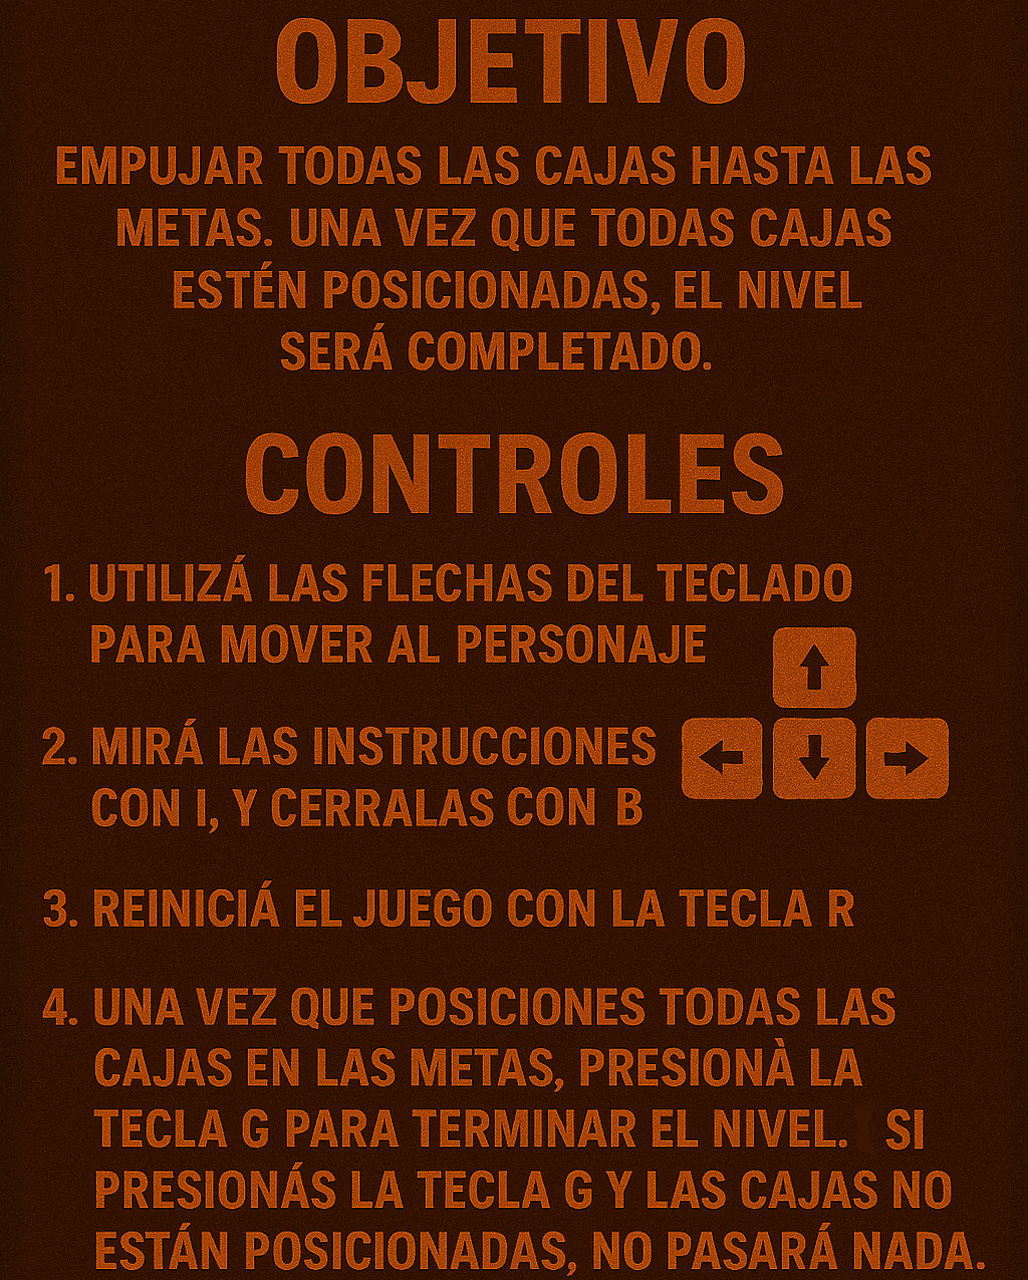 OBJETIVO
EMPUJAR TODAS LAS CAJAS HASTA LAS
METAS. UNA VEZ QUE TODAS CAJAS
ESTÉN POSICIONADAS, EL NIVEL
SERÁ COMPLETADO.
CONTROLES
1. UTILIZÁ LAS FLECHAS DEL TECLADO
PARA MOVER AL PERSONAJE
2. MIRÁ LAS INSTRUCCIONES
CON I, Y CERRALAS CON B
3. REINICIÁ EL JUEGO CON LA TECLA R
4. UNA VEZ QUE POSICIONES TODAS LAS
CAJAS EN LAS METAS, PRESIONÀ LA
TECLA G PARA TERMINAR EL NIVEL. SI
PRESIONÁS LA TECLA G Y LAS CAJAS NO
ESTÁN POSICIONADAS, NO PASARÁ NADA.